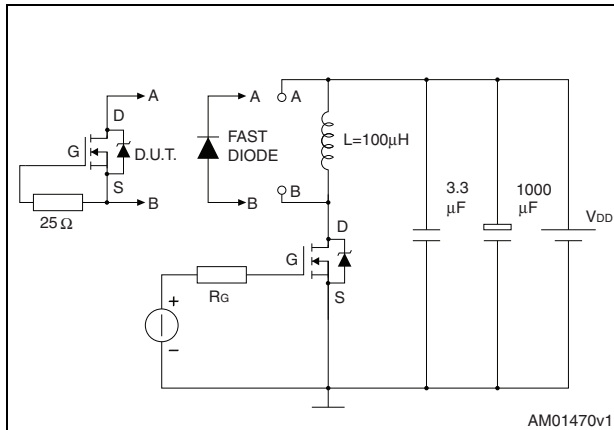 A
D
G
D.U.T.
S
B
25 Ω
A
FAST
DIODE
B
A
B
L=100μH
D
G
S
RG
+
−
3.3
μF
1000
μF
VDD
AM01470v1